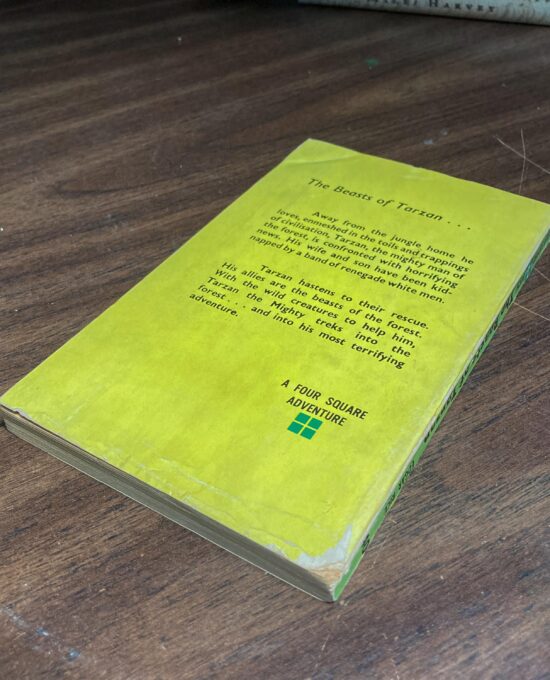 HARVEY
The Beasts of Tarzan . . .
Away from the jungle home he
loves, enmeshed in the toils and trappings
of civilisation, Tarzan, the mighty man of
the forest, is confronted with horrifying
news. His wife and son have been kid-
napped by a band of renegade white men.
Tarzan hastens to their rescue.
His allies are the beasts of the forest.
With the wild creatures to help him,
Tarzan the Mighty treks into the
forest . . . and into his most terrifying
adventure.
A FOUR SQUARE
ADVENTURE